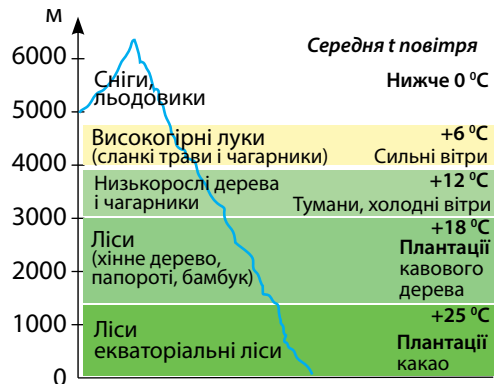 м
Середня t повітря
6000
Сніги,
льодовики
Нижче 0 ⁰С
5000
Високогірні луки
(сланкі трави і чагарники)
+6 ⁰С
Сильні вітри
4000
Низькорослі дерева
і чагарники
+12 ⁰С
Тумани, холодні вітри
3000
Ліси
(хінне дерево,
папороті, бамбук)
+18 ⁰С
Плантації
кавового
дерева
2000
1000
Ліси
екваторіальні ліси
+25 ⁰С
Плантації
какао
0